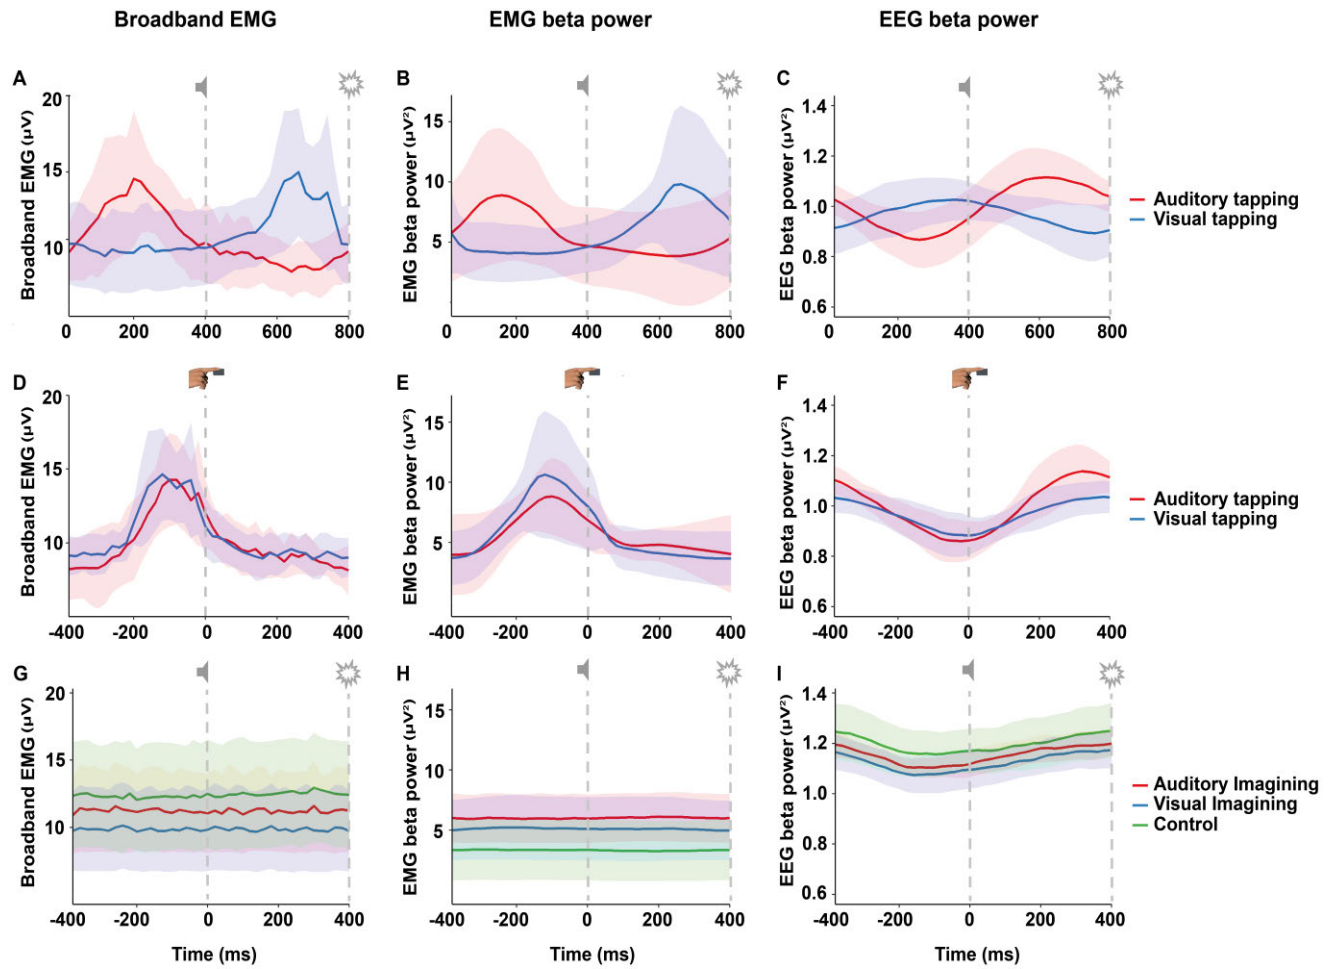 Broadband EMG
EMG beta power
EEG beta power
A
Broadband EMG (µV)
20
15
10
0
200
400
600
800
B
EMG beta power (µV²)
15
10
5
0
200
400
600
800
C
EEG beta power (µV²)
1.4
1.2
1.0
0.8
0.6
0
200
400
600
800
Auditory tapping
Visual tapping
D
Broadband EMG (µV)
20
15
10
-400
-200
0
200
400
E
EMG beta power (µV²)
15
10
5
-400
-200
0
200
400
F
EEG beta power (µV²)
1.4
1.2
1.0
0.8
0.6
-400
-200
0
200
400
Auditory tapping
Visual tapping
G
Broadband EMG (µV)
20
15
10
-400
-200
0
200
400
Time (ms)
H
EMG beta power (µV²)
15
10
5
-400
-200
0
200
400
Time (ms)
I
EEG beta power (µV²)
1.4
1.2
1.0
0.8
0.6
-400
-200
0
200
400
Time (ms)
Auditory Imagining
Visual Imagining
Control